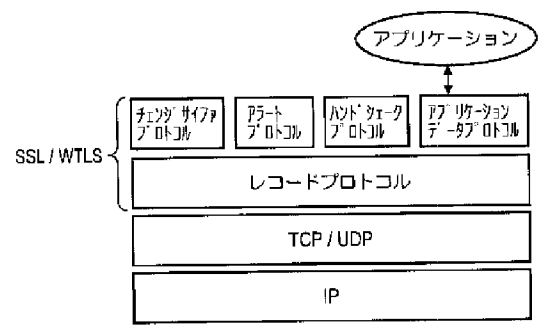 アプリケーション
ﾁｪﾝｼﾞｻｲﾌｧ
ﾌﾟﾛﾄｺﾙ
ｱﾗｰﾄ
ﾌﾟﾛﾄｺﾙ
ﾊﾝﾄﾞｼｪｰｸ
ﾌﾟﾛﾄｺﾙ
ｱﾌﾟﾘｹｰｼｮﾝ
ﾃﾞｰﾀﾌﾟﾛﾄｺﾙ
SSL / WTLS
レコードプロトコル
TCP / UDP
IP